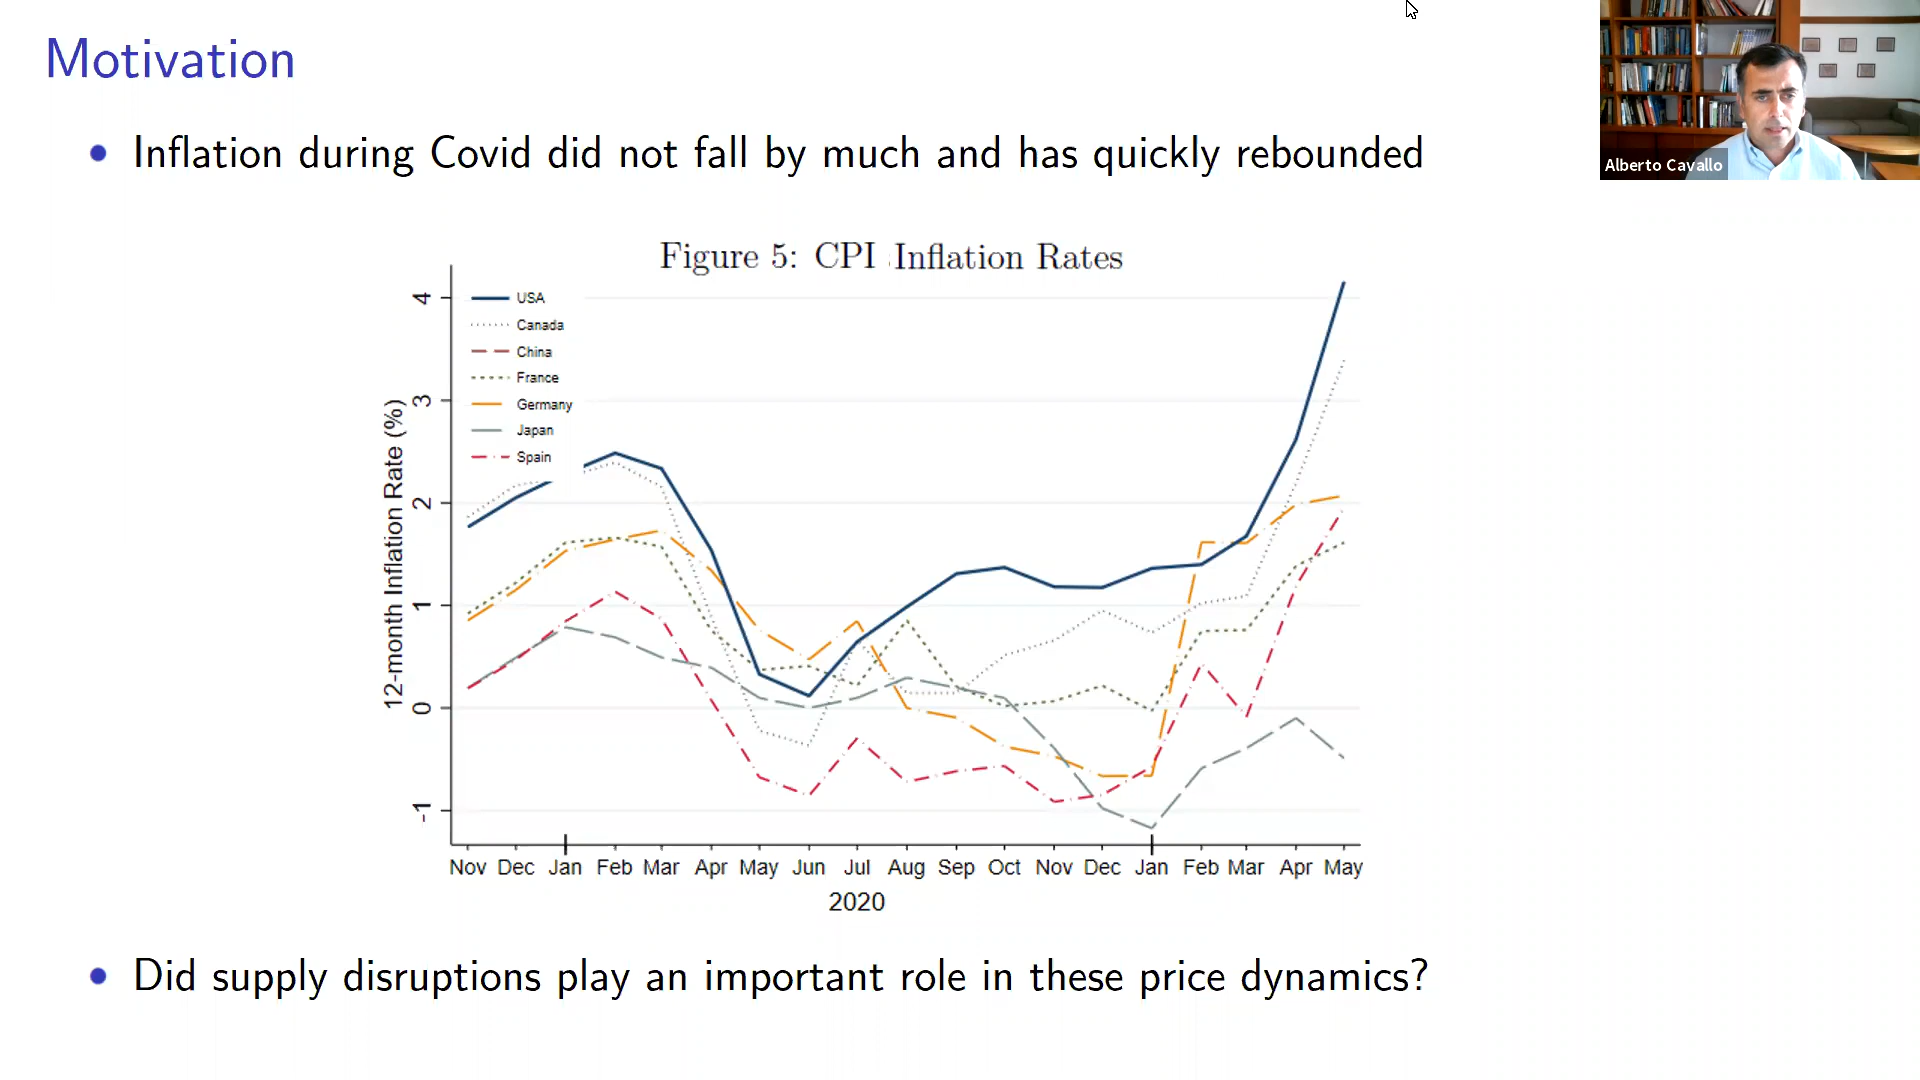 Motivation
Inflation during Covid did not fall by much and has quickly rebounded
Alberto Cavallo
Figure 5: CPI Inflation Rates
USA
Canada
China
France
Germany
Japan
Spain
12-month Inflation Rate (%)
4
3
2
1
0
-1
Nov Dec Jan Feb Mar Apr May Jun Jul Aug Sep Oct Nov Dec Jan Feb Mar Apr May
2020
Did supply disruptions play an important role in these price dynamics?